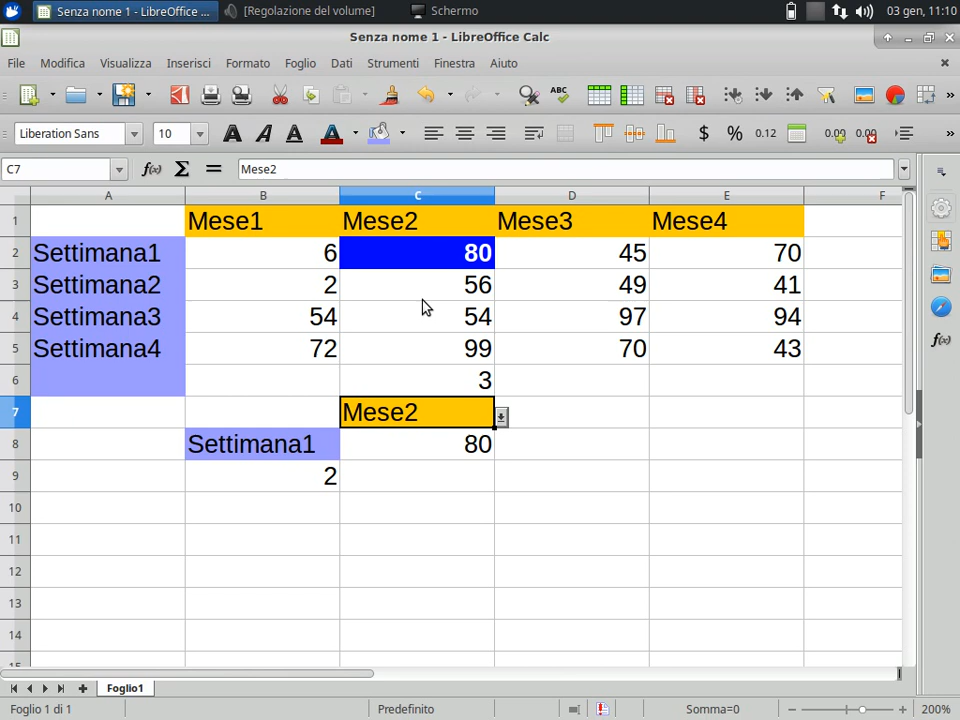 Senza nome 1 - LibreOffice ... [Regolazione del volume] Schermo 03 gen, 11:10
Senza nome 1 - LibreOffice Calc
File Modifica Visualizza Inserisci Formato Foglio Dati Strumenti Finestra Aiuto
ABC »
Liberation Sans 10 A A A A $ % 0.12 0.00 0.00 »
C7 f(x) Σ = Mese2
A B C D E F
1 Mese1 Mese2 Mese3 Mese4
2 Settimana1 6 80 45 70
3 Settimana2 2 56 49 41
4 Settimana3 54 54 97 94
5 Settimana4 72 99 70 43
6 3
7 Mese2
8 Settimana1 80
9 2
10
11
12
13
14
15
Foglio1
Foglio 1 di 1 Predefinito Somma=0 200%